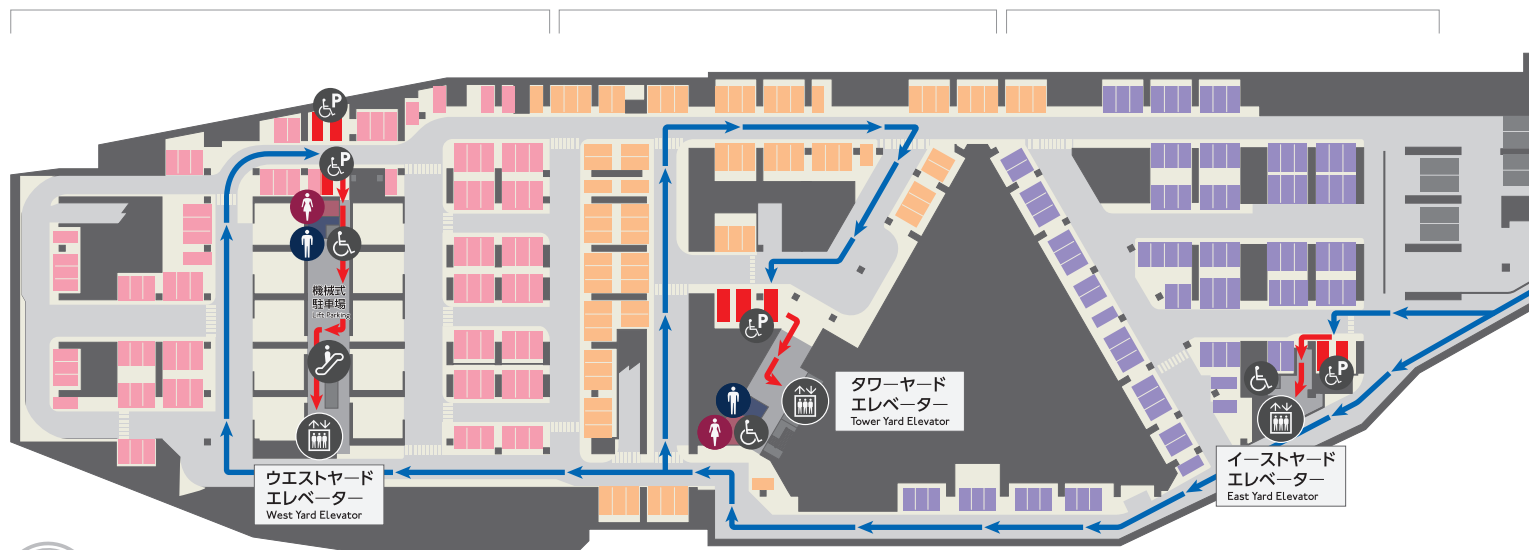 P
P
機械式
駐車場
Lift Parking
P
タワーヤード
エレベーター
Tower Yard Elevator
P
ウエストヤード
エレベーター
West Yard Elevator
イーストヤード
エレベーター
East Yard Elevator